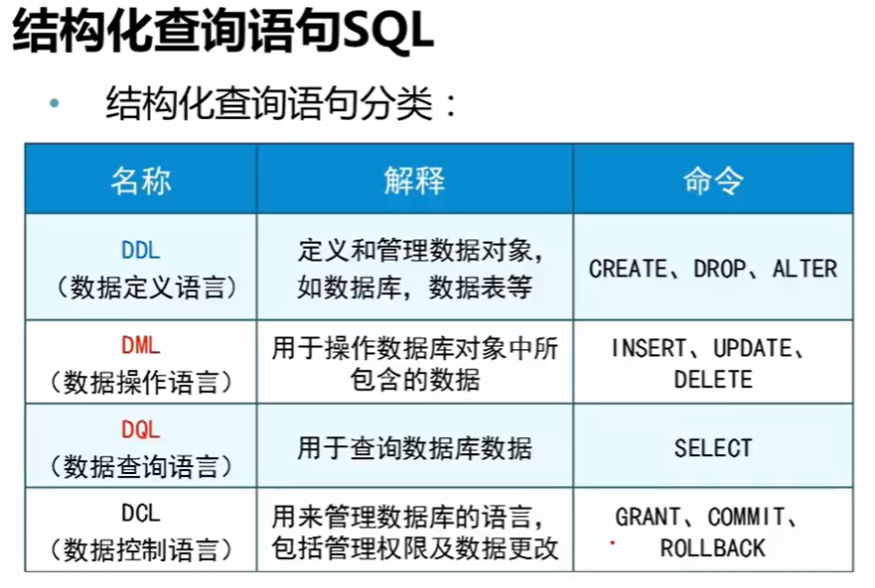 结构化查询语句SQL
• 结构化查询语句分类：
名称 解释 命令
DDL
（数据定义语言）
定义和管理数据对象，
如数据库，数据表等
CREATE、DROP、ALTER
DML
（数据操作语言）
用于操作数据库对象中所
包含的数据
INSERT、UPDATE、
DELETE
DQL
（数据查询语言）
用于查询数据库数据
SELECT
DCL
（数据控制语言）
用来管理数据库的语言，
包括管理权限及数据更改
GRANT、COMMIT、
ROLLBACK